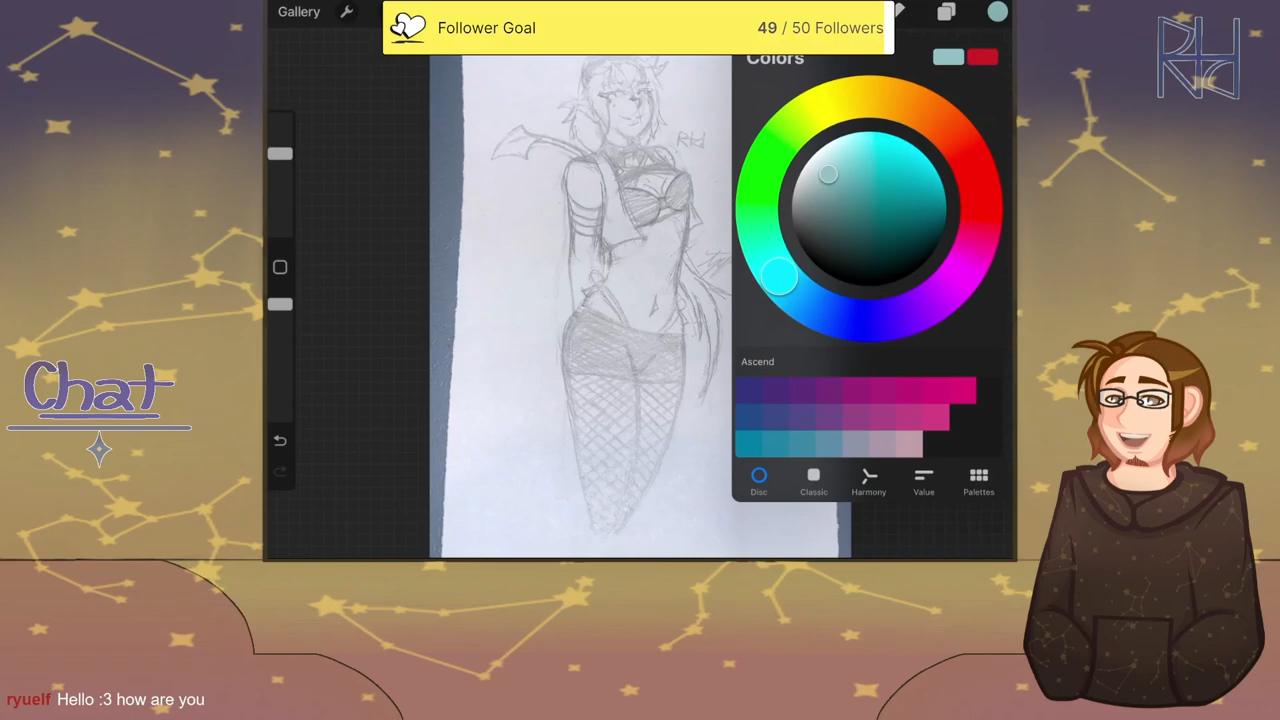 Gallery
Follower Goal
49 / 50 Followers
Colors
Ascend
Disc
Classic
Harmony
Value
Palettes
RH
Chat
ryuelf Hello :3 how are you